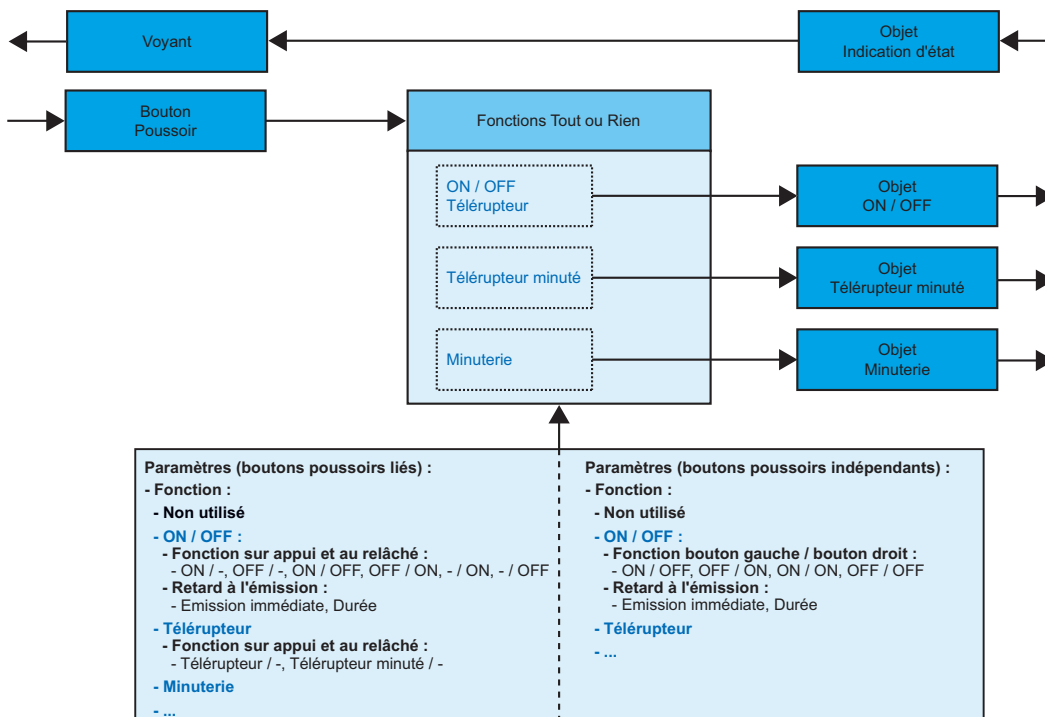 Voyant
Objet
Indication d'état
Bouton
Poussoir
Fonctions Tout ou Rien
ON / OFF
Télérupteur
Objet
ON / OFF
Télérupteur minuté
Objet
Télérupteur minuté
Minuterie
Objet
Minuterie
Paramètres (boutons poussoirs liés) :
- Fonction :
- Non utilisé
- ON / OFF :
- Fonction sur appui et au relâché :
- ON / -, OFF / -, ON / OFF, OFF / ON, - / ON, - / OFF
- Retard à l'émission :
- Emission immédiate, Durée
- Télérupteur
- Fonction sur appui et au relâché :
- Télérupteur / -, Télérupteur minuté / -
- Minuterie
- ...
Paramètres (boutons poussoirs indépendants) :
- Fonction :
- Non utilisé
- ON / OFF :
- Fonction bouton gauche / bouton droit :
- ON / OFF, OFF / ON, ON / ON, OFF / OFF
- Retard à l'émission :
- Emission immédiate, Durée
- Télérupteur
- ...